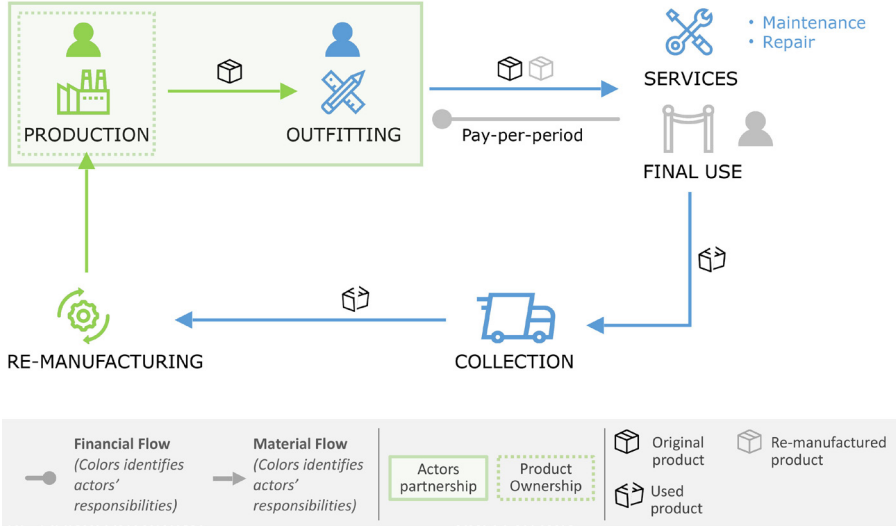 • Maintenance
• Repair
SERVICES
PRODUCTION
OUTFITTING
Pay-per-period
FINAL USE
RE-MANUFACTURING
COLLECTION
Financial Flow
(Colors identifies
actors’
responsibilities)
Material Flow
(Colors identifies
actors’
responsibilities)
Actors
partnership
Product
Ownership
Original
product
Re-manufactured
product
Used
product